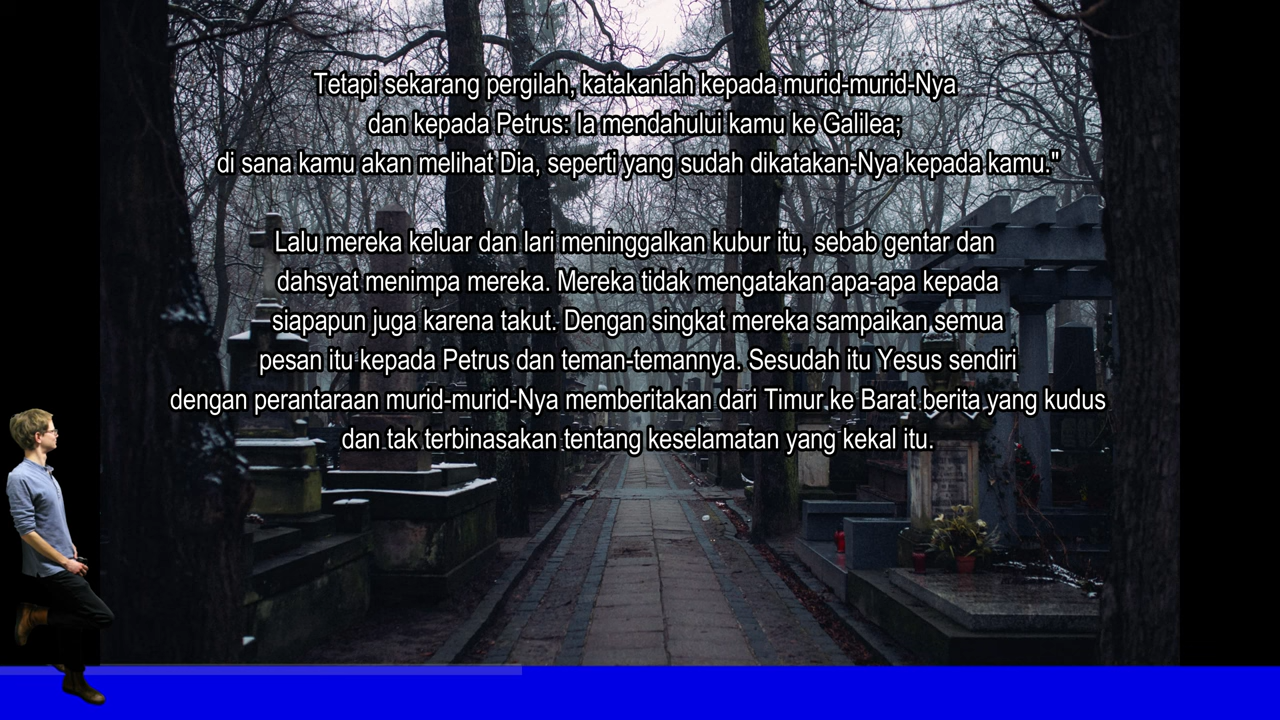 Tetapi sekarang pergilah, katakanlah kepada murid-murid-Nya
dan kepada Petrus: Ia mendahului kamu ke Galilea;
di sana kamu akan melihat Dia, seperti yang sudah dikatakan-Nya kepada kamu."
Lalu mereka keluar dan lari meninggalkan kubur itu, sebab gentar dan
dahsyat menimpa mereka. Mereka tidak mengatakan apa-apa kepada
siapapun juga karena takut. Dengan singkat mereka sampaikan semua
pesan itu kepada Petrus dan teman-temannya. Sesudah itu Yesus sendiri
dengan perantaraan murid-murid-Nya memberitakan dari Timur ke Barat berita yang kudus
dan tak terbinasakan tentang keselamatan yang kekal itu.